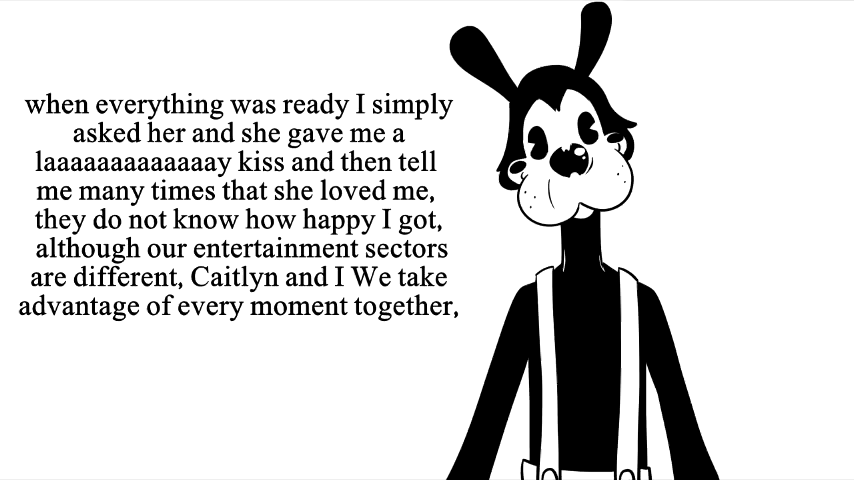 when everything was ready I simply
asked her and she gave me a
laaaaaaaaaaaaay kiss and then tell
me many times that she loved me,
they do not know how happy I got,
although our entertainment sectors
are different, Caitlyn and I We take
advantage of every moment together,